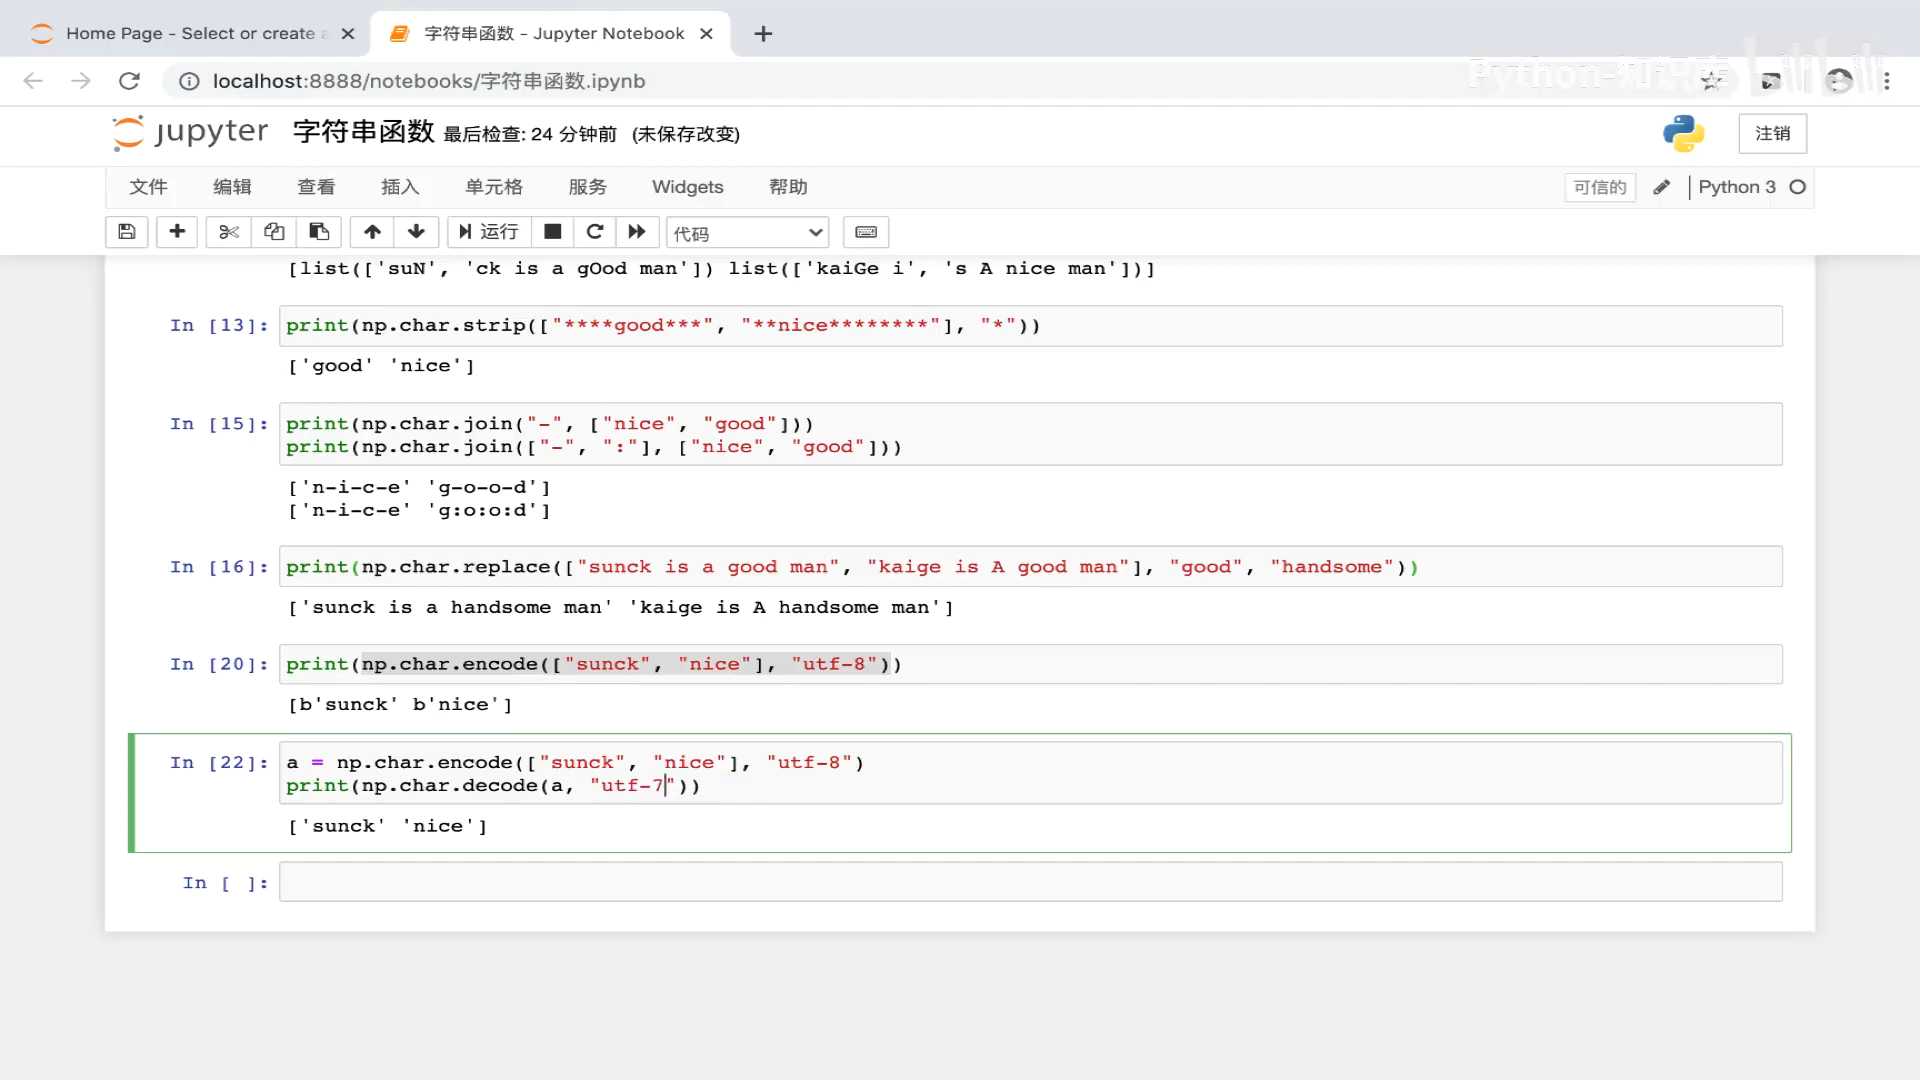 Home Page - Select or create a
字符串函数 - Jupyter Notebook
localhost:8888/notebooks/字符串函数.ipynb
Python-知识库
bilibili
jupyter 字符串函数 最后检查: 24 分钟前 (未保存改变)
注销
文件 编辑 查看 插入 单元格 服务 Widgets 帮助
可信的 Python 3
运行 代码
[list(['suN', 'ck is a gOod man']) list(['kaiGe i', 's A nice man'])]
In [13]: print(np.char.strip(["****good***", "**nice********"], "*"))
['good' 'nice']
In [15]: print(np.char.join("-", ["nice", "good"]))
print(np.char.join(["-", ":"], ["nice", "good"]))
['n-i-c-e' 'g-o-o-d']
['n-i-c-e' 'g:o:o:d']
In [16]: print(np.char.replace(["sunck is a good man", "kaige is A good man"], "good", "handsome"))
['sunck is a handsome man' 'kaige is A handsome man']
In [20]: print(np.char.encode(["sunck", "nice"], "utf-8"))
[b'sunck' b'nice']
In [22]: a = np.char.encode(["sunck", "nice"], "utf-8")
print(np.char.decode(a, "utf-7"))
['sunck' 'nice']
In [ ]: